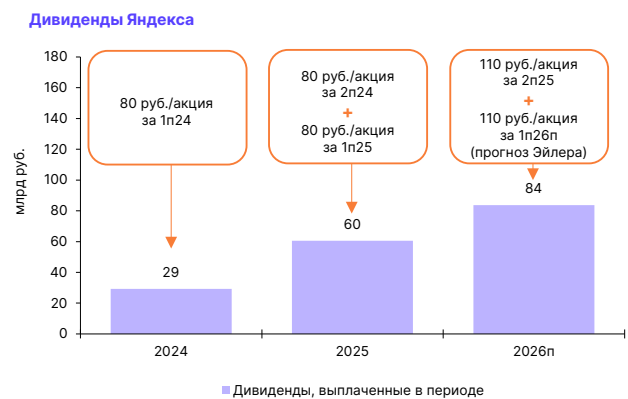 Дивиденды Яндекса
млрд руб.
180
160
140
120
100
80
60
40
20
0
80 руб./акция
за 1п24
80 руб./акция
за 2п24
+
80 руб./акция
за 1п25
110 руб./акция
за 2п25
+
110 руб./акция
за 1п26п
(прогноз Эйлера)
29
60
84
2024
2025
2026п
Дивиденды, выплаченные в периоде